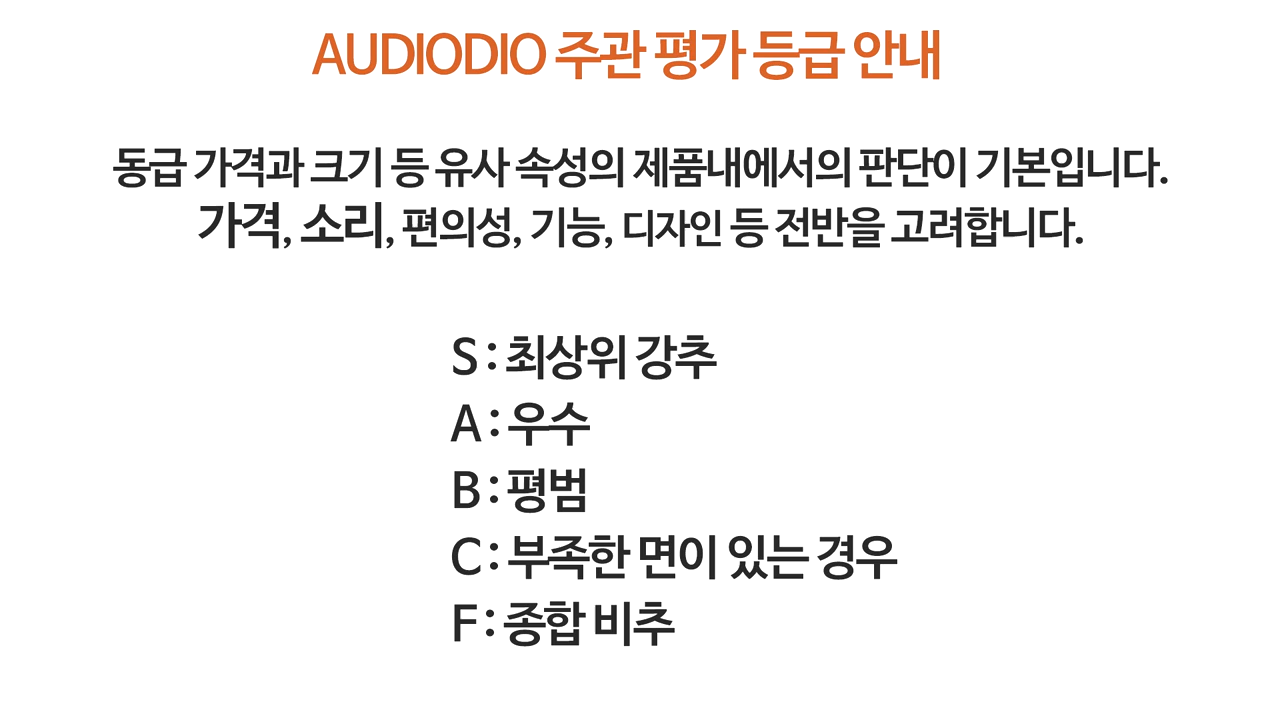 AUDIODIO 주관 평가 등급 안내
동급 가격과 크기 등 유사 속성의 제품내에서의 판단이 기본입니다.
가격, 소리, 편의성, 기능, 디자인 등 전반을 고려합니다.
S : 최상위 강추
A : 우수
B : 평범
C : 부족한 면이 있는 경우
F : 종합 비추